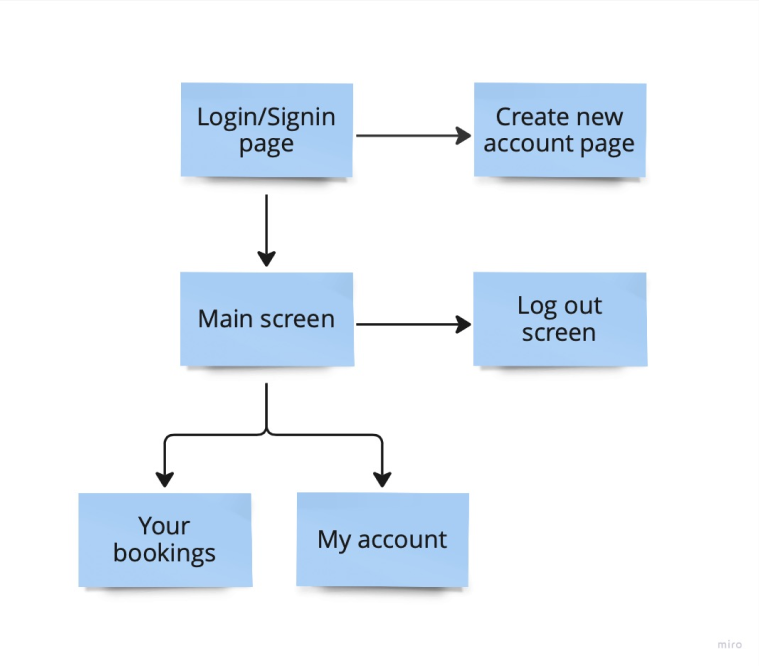 Login/Signin
page
Create new
account page
Main screen
Log out
screen
Your
bookings
My account
miro